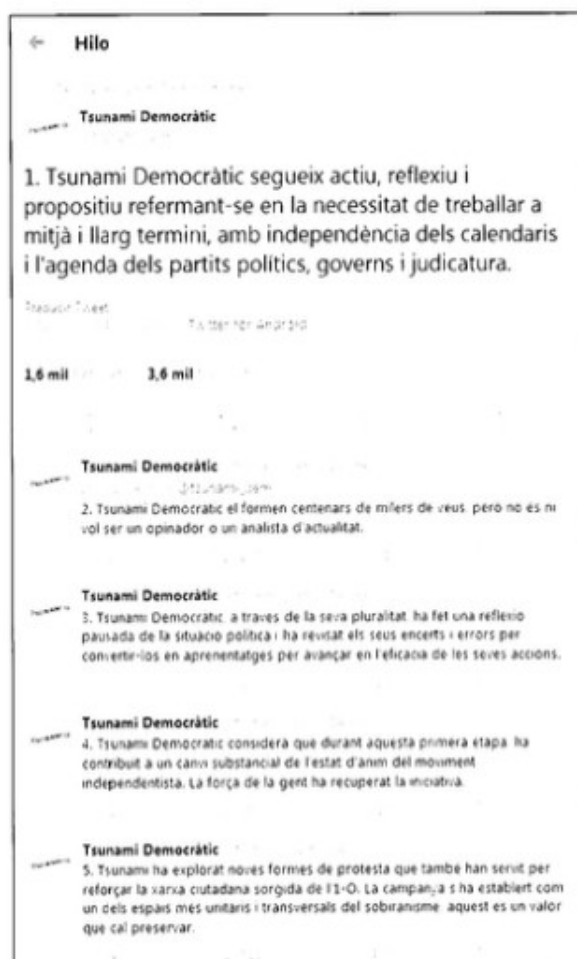 ← Hilo
Tsunami Democràtic
1. Tsunami Democràtic segueix actiu, reflexiu i
propositiu refermant-se en la necessitat de treballar a
mitjà i llarg termini, amb independència dels calendaris
i l'agenda dels partits polítics, governs i judicatura.
Traducir Tweet
Twitter for Android
1,6 mil 3,6 mil
Tsunami Democràtic
2. Tsunami Democràtic el formen centenars de milers de veus, però no és ni
vol ser un opinador o un analista d'actualitat.
Tsunami Democràtic
3. Tsunami Democràtic, a través de la seva pluralitat, ha fet una reflexió
pausada de la situació política i ha revisat els seus encerts i errors per
convertir-los en aprenentatges per avançar en l'eficàcia de les seves accions.
Tsunami Democràtic
4. Tsunami Democràtic considera que durant aquesta primera etapa ha
contribuït a un canvi substancial de l'estat d'ànim del moviment
independentista. La força de la gent ha recuperat la iniciativa.
Tsunami Democràtic
5. Tsunami ha explorat noves formes de protesta que també han servit per
reforçar la xarxa ciutadana sorgida de l'1-O. La campanya s'ha establert com
un dels espais més unitaris i transversals del sobiranisme, aquest és un valor
que cal preservar.